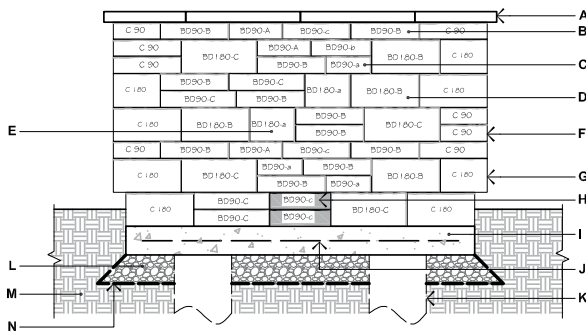 A
C 90 BD90-B BD90-A BD90-c BD90-B C 90 B
C 90 BD180-C BD90-A BD90-b BD180-B C 180
C 90 BD90-B BD90-a C
C 180 BD90-B BD90-C BD180-a BD180-B C 180
BD90-C BD90-B D
E C 180 BD180-B BD180-a BD90-B BD180-C C 90
BD90-B C 90 F
C 90 BD90-B BD90-A BD90-c BD90-B C 90
C 180 BD180-C BD90-a BD90-B BD180-B C 180 G
BD90-B BD90-a
C 180 BD90-C BD90-c BD180-C C 180 H
BD90-C BD90-c
I
L J
M K
N